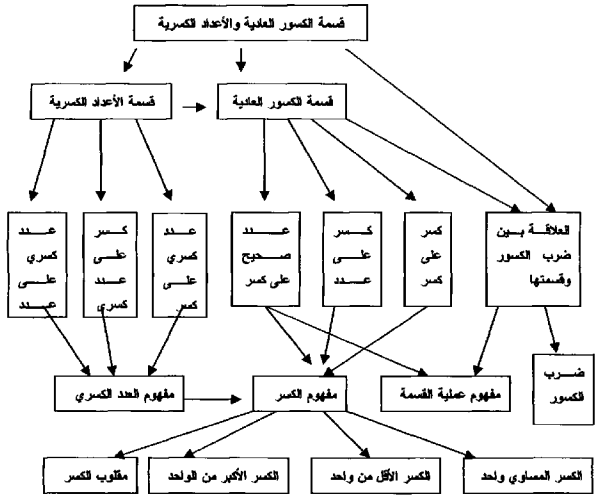 قسمة الكسور العادية والأعداد الكسرية
قسمة الكسور العادية
قسمة الأعداد الكسرية
العلاقة بين
ضرب الكسور
وقسمتها
كسر
على
كسر
كسر
على
عدد
عدد
صحيح
على كسر
عدد
كسري
على
كسر
كسر
على
عدد
كسري
عدد
كسري
على
عدد
ضرب
الكسور
مفهوم عملية القسمة
مفهوم الكسر
مفهوم العدد الكسري
الكسر المساوي واحد
الكسر الأقل من واحد
الكسر الأكبر من الواحد
مقلوب الكسر